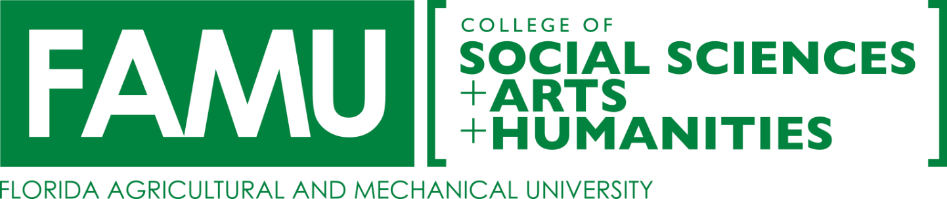 FAMU
COLLEGE OF
SOCIAL SCIENCES
+ARTS
+HUMANITIES
FLORIDA AGRICULTURAL AND MECHANICAL UNIVERSITY